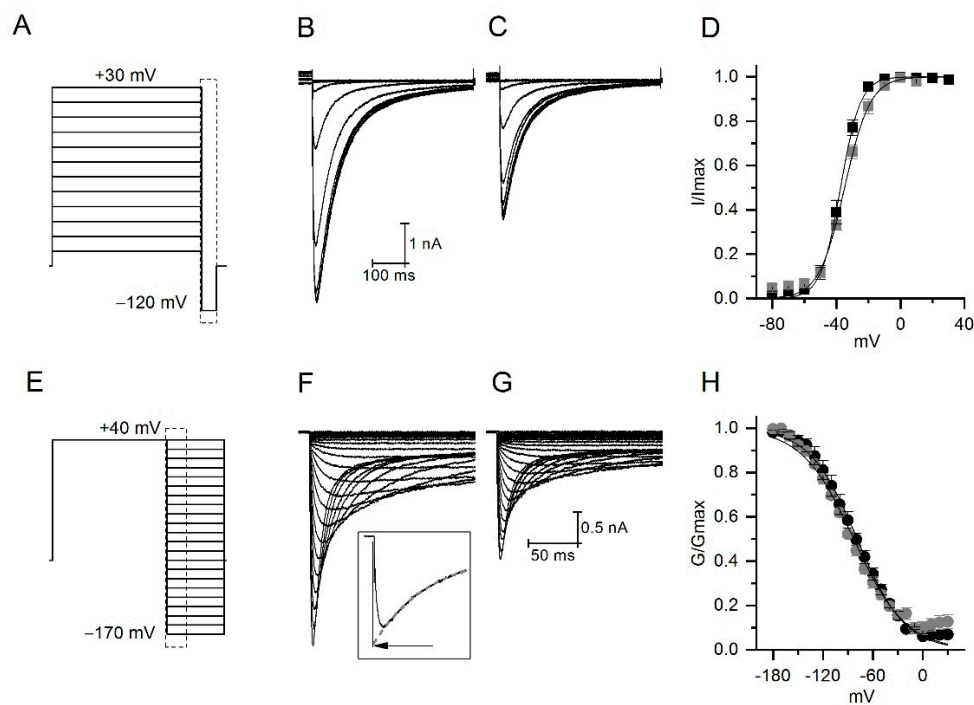 A
B
C
D
+30 mV
−120 mV
1 nA
100 ms
1.0
0.8
0.6
0.4
0.2
0.0
I/Imax
-80
-40
0
40
mV
E
F
G
H
+40 mV
−170 mV
0.5 nA
50 ms
1.0
0.8
0.6
0.4
0.2
0.0
G/Gmax
-180
-120
-60
0
mV